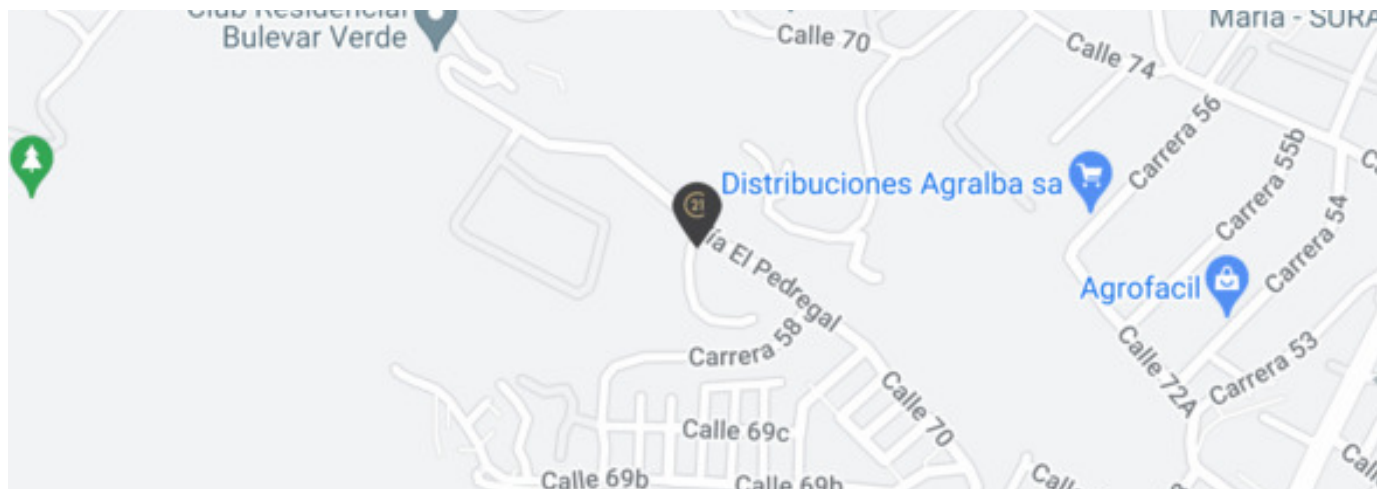 Club Residencial
Bulevar Verde
Calle 70
Calle 74
Maria - SURA
Carrera 56
Carrera 55b
Distribuciones Agralba sa
21
Carrera 54
El Pedregal
Agrofacil
Carrera 58
Calle 72A
Carrera 53
Calle 70
Calle 69c
Calle 69b
Calle 69b